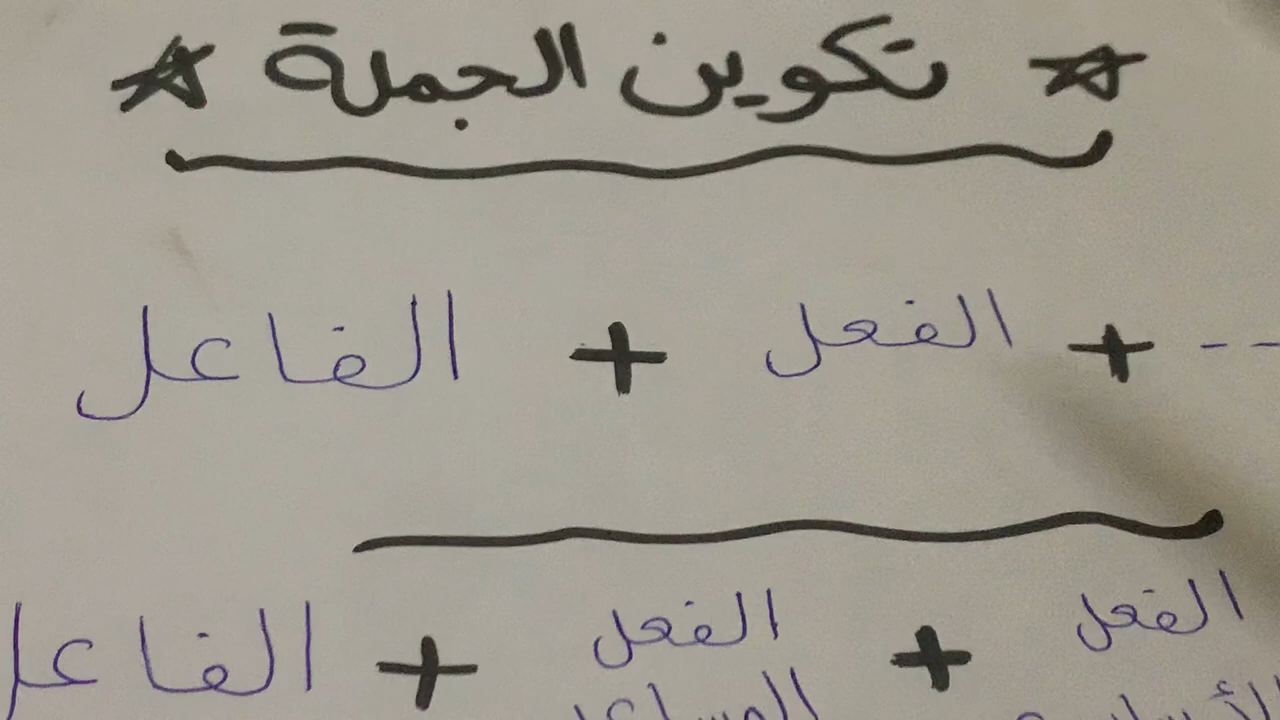 ☆ تكوين الجملة ☆
الفاعل + الفعل + --
الفاعل + الفعل + الفعل